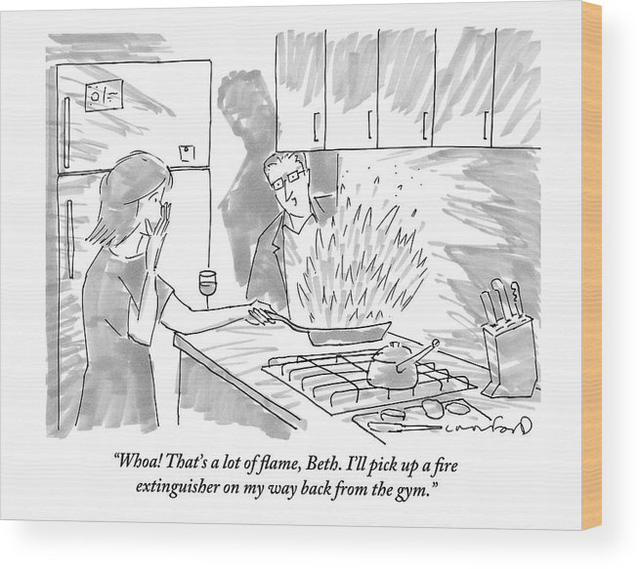 crawford
“Whoa! That’s a lot of flame, Beth. I’ll pick up a fire
extinguisher on my way back from the gym.”